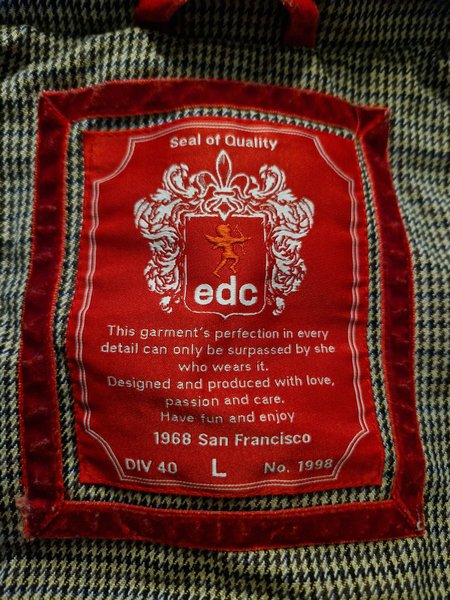 Seal of Quality
edc
This garment's perfection in every
detail can only be surpassed by she
who wears it.
Designed and produced with love,
passion and care.
Have fun and enjoy
1968 San Francisco
DIV 40 L No. 1998